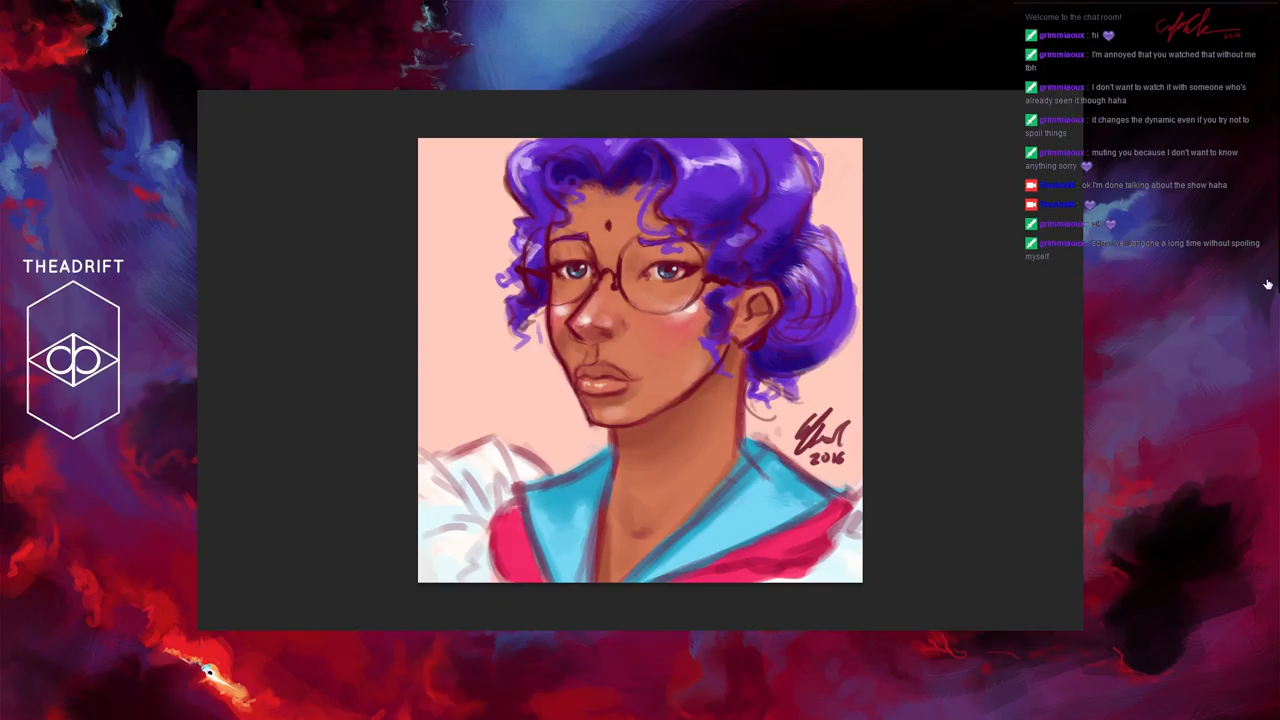 THEADRIFT
2016
Welcome to the chat room!
2016
grimmiaoux : hi
grimmiaoux : I'm annoyed that you watched that without me
tbh
grimmiaoux : I don't want to watch it with someone who's
already seen it though haha
grimmiaoux : it changes the dynamic even if you try not to
spoil things
grimmiaoux : muting you because I don't want to know
anything sorry
ok I'm done talking about the show haha
grimmiaoux :
grimmiaoux : gone a long time without spoiling
myself